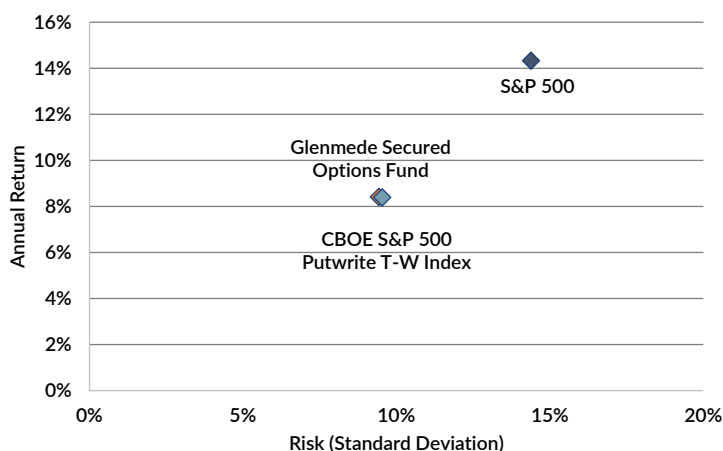 16%
14%
12%
10%
8%
6%
4%
2%
0%
Annual Return
S&P 500
Glenmede Secured
Options Fund
CBOE S&P 500
Putwrite T-W Index
0%
5%
10%
15%
20%
Risk (Standard Deviation)